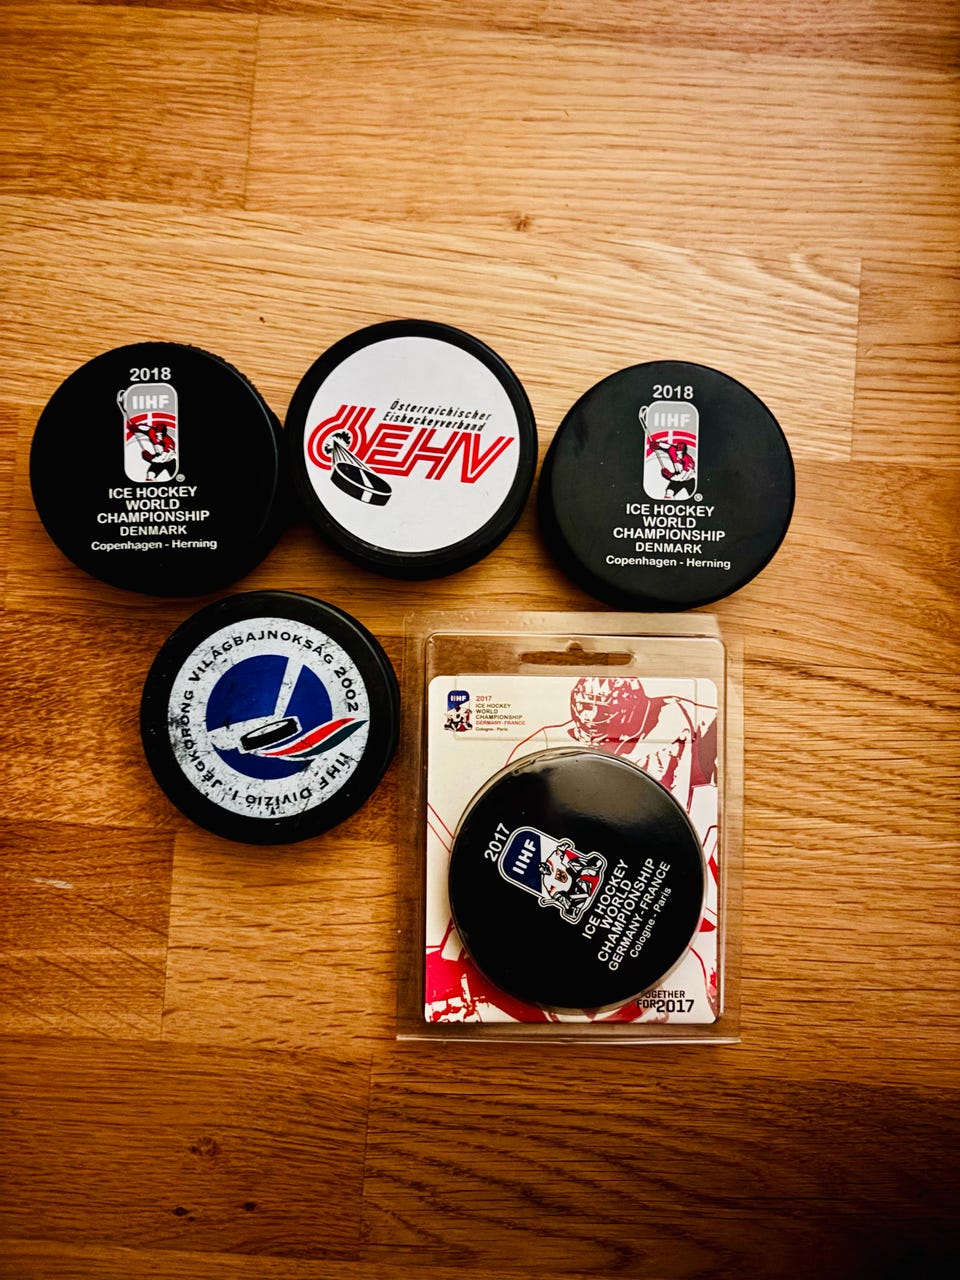 2018
IIHF
ICE HOCKEY
WORLD
CHAMPIONSHIP
DENMARK
Copenhagen - Herning
Österreichischer
Eishockeyverband
ÖEHV
2018
IIHF
ICE HOCKEY
WORLD
CHAMPIONSHIP
DENMARK
Copenhagen - Herning
JÉGKORONG VILÁGBAJNOKSÁG 2002
IIHF DIVÍZIÓ I.
IIHF
2017
ICE HOCKEY
WORLD
CHAMPIONSHIP
GERMANY-FRANCE
Cologne - Paris
2017
IIHF
ICE HOCKEY
WORLD
CHAMPIONSHIP
GERMANY-FRANCE
Cologne - Paris
TOGETHER
FOR2017